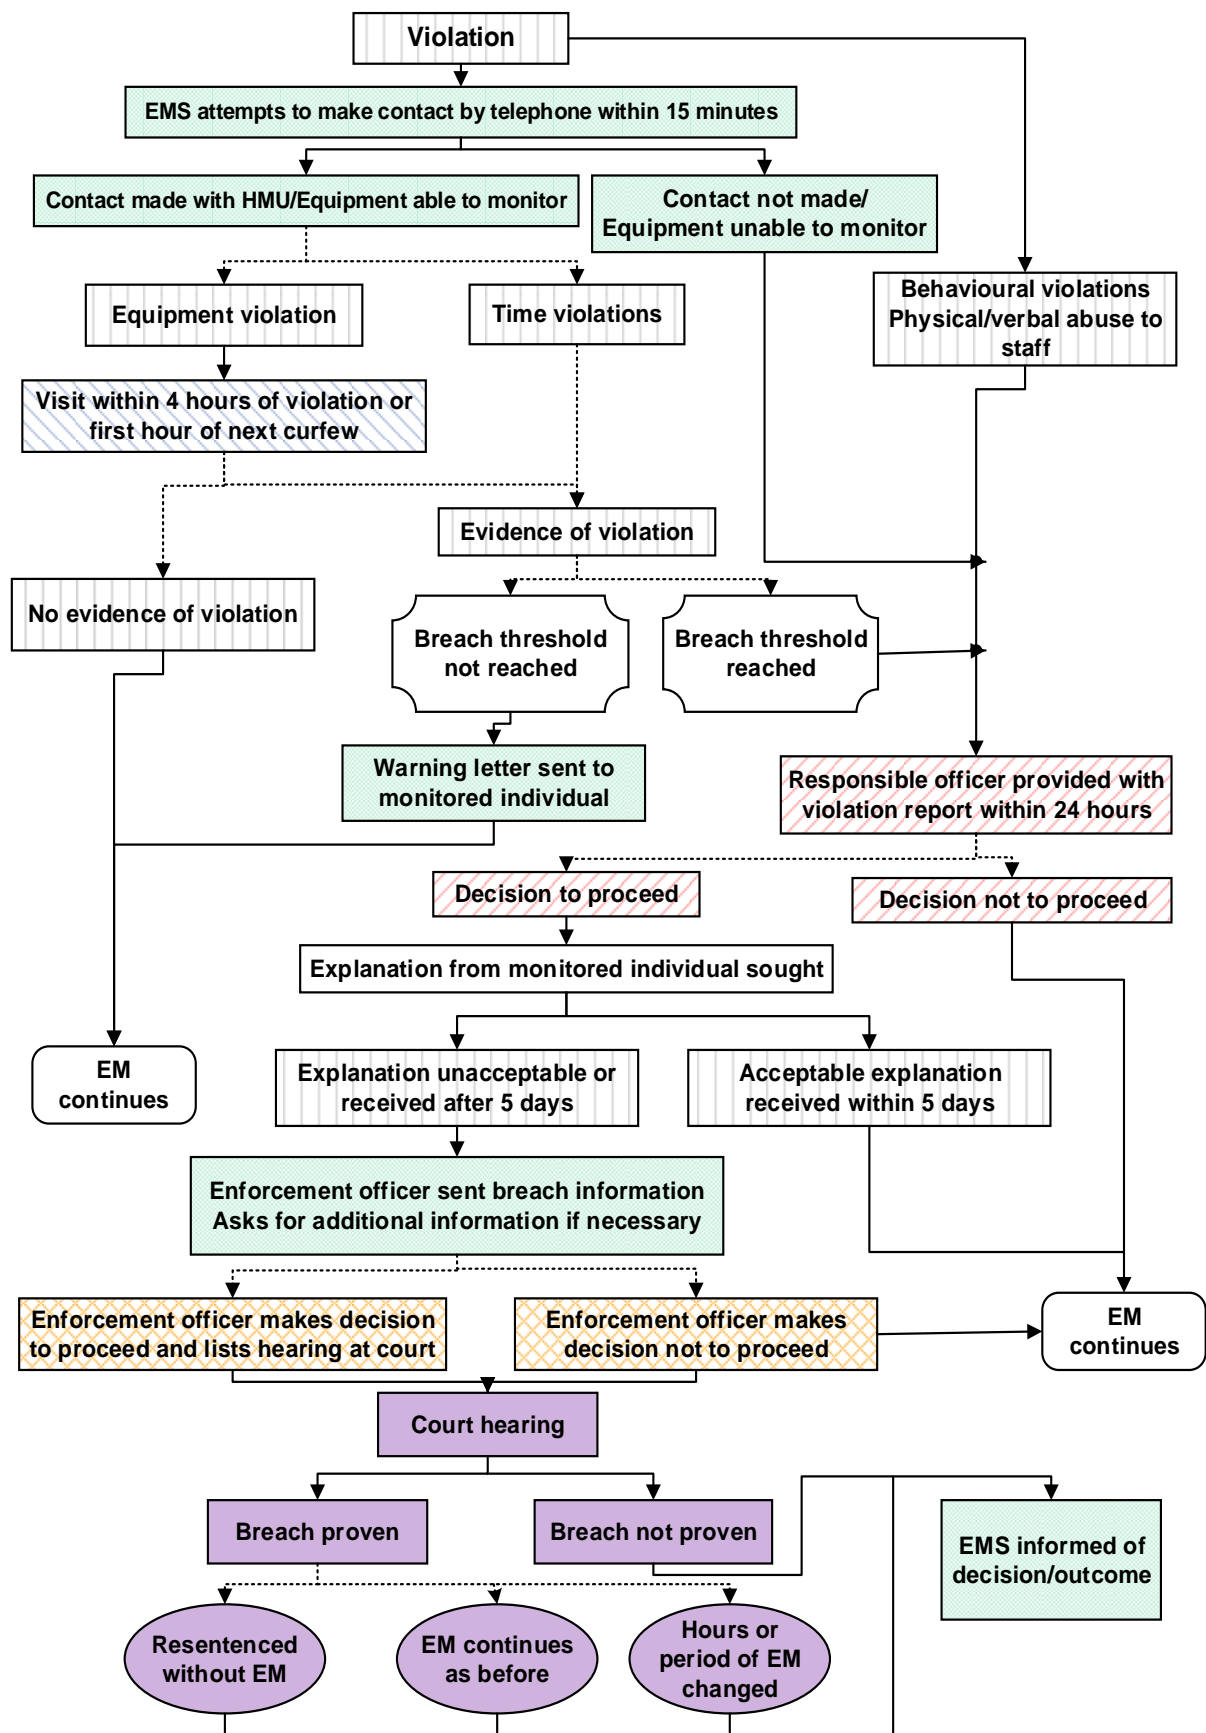 Violation
EMS attempts to make contact by telephone within 15 minutes
Contact made with HMU/Equipment able to monitor
Contact not made/
Equipment unable to monitor
Equipment violation
Time violations
Behavioural violations
Physical/verbal abuse to
staff
Visit within 4 hours of violation or
first hour of next curfew
Evidence of violation
No evidence of violation
Breach threshold
not reached
Breach threshold
reached
Warning letter sent to
monitored individual
Responsible officer provided with
violation report within 24 hours
Decision to proceed
Decision not to proceed
Explanation from monitored individual sought
EM
continues
Explanation unacceptable or
received after 5 days
Acceptable explanation
received within 5 days
Enforcement officer sent breach information
Asks for additional information if necessary
Enforcement officer makes decision
to proceed and lists hearing at court
Enforcement officer makes
decision not to proceed
EM
continues
Court hearing
Breach proven
Breach not proven
EMS informed of
decision/outcome
Resentenced
without EM
EM continues
as before
Hours or
period of EM
changed